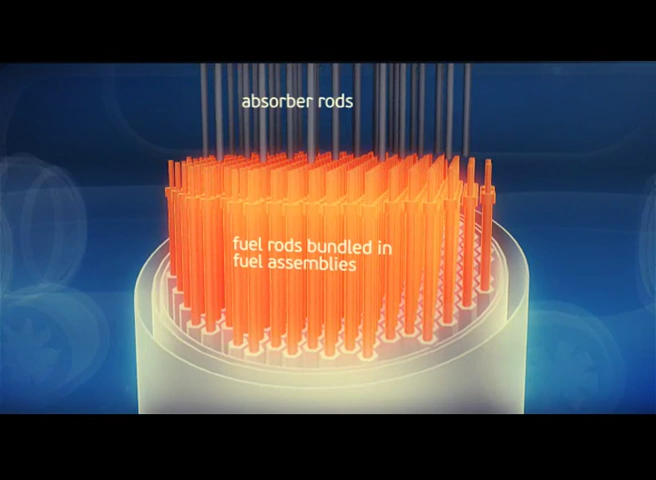 absorber rods
fuel rods bundled in
fuel assemblies